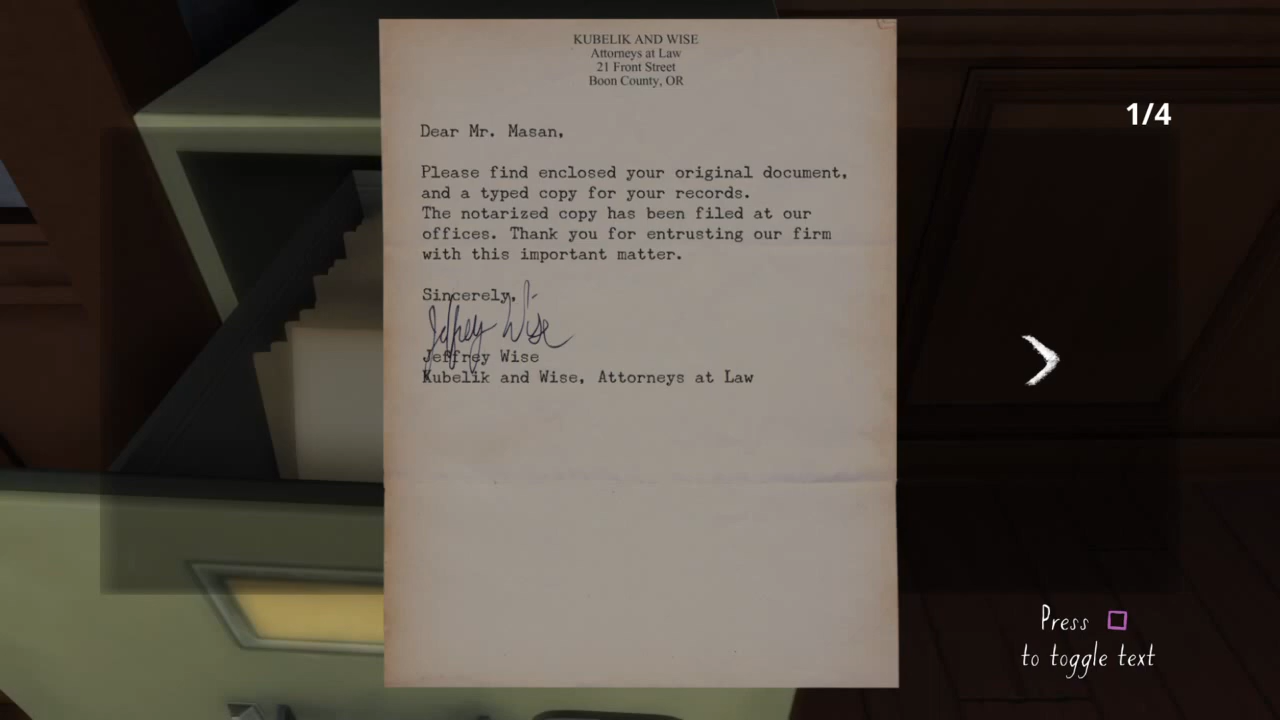 KUBELIK AND WISE
Attorneys at Law
21 Front Street
Boon County, OR
1/4
Dear Mr. Masan,
Please find enclosed your original document,
and a typed copy for your records.
The notarized copy has been filed at our
offices. Thank you for entrusting our firm
with this important matter.
Sincerely,
Jeffrey Wise
Jeffrey Wise
Kubelik and Wise, Attorneys at Law
Press
to toggle text